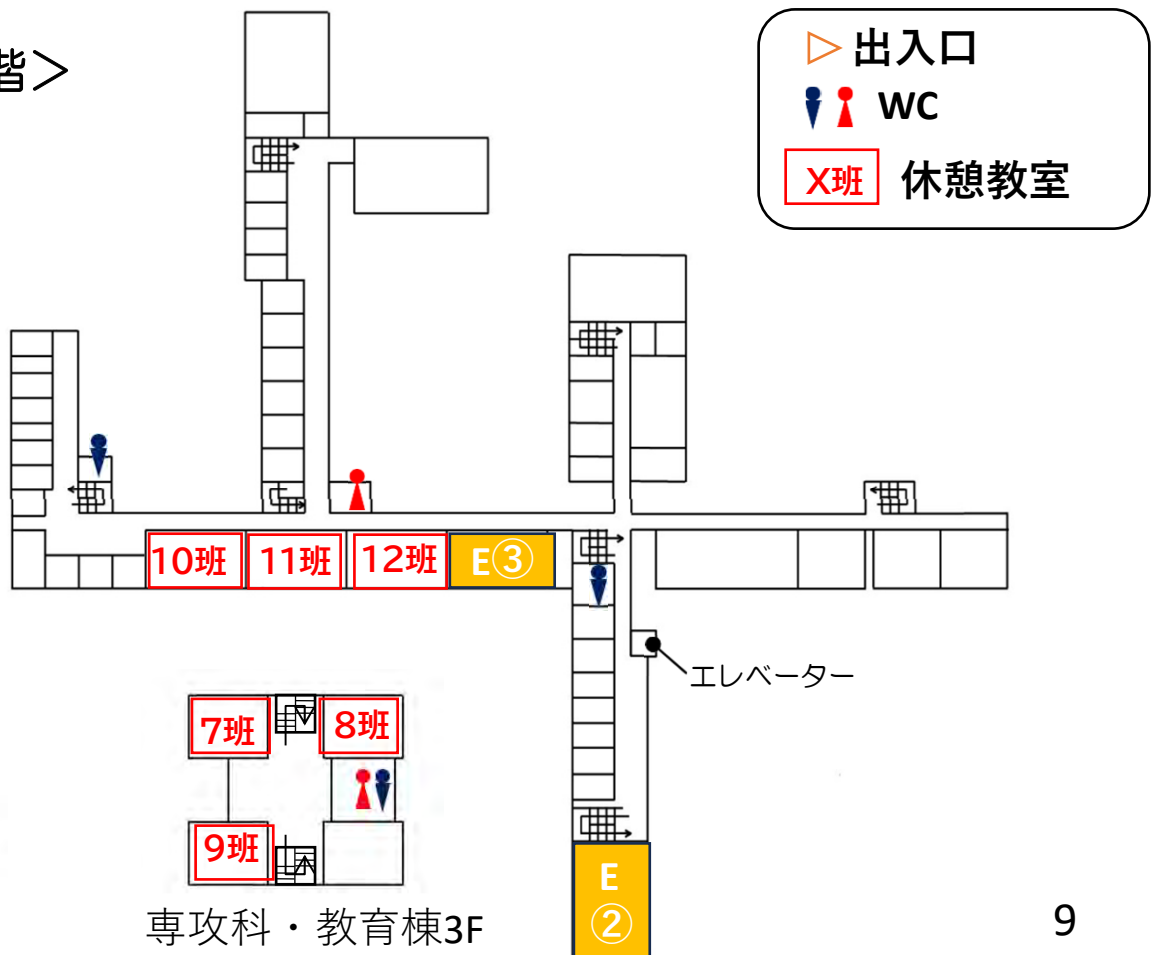 階＞
▷ 出入口
WC
X班 休憩教室
10班 11班 12班 E③
エレベーター
7班 8班
9班
E
②
専攻科・教育棟3F
9